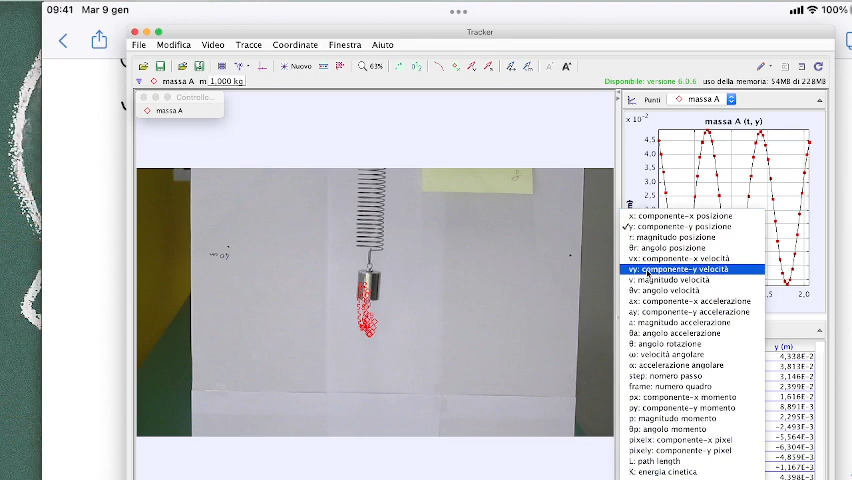 09:41 Mar 9 gen
100%
Tracker
File Modifica Video Tracce Coordinate Finestra Aiuto
Nuovo 63%
massa A m 1,000 kg
Disponibile: versione 6.0.6 uso della memoria: 54MB di 228MB
Controllo...
massa A
Punti massa A
massa A (t, y)
x 10^-2
4,5
4,0
3,5
3,0
2,5
x: componente-x posizione
✓ y: componente-y posizione
r: magnitudo posizione
θr: angolo posizione
vx: componente-x velocità
vy: componente-y velocità
v: magnitudo velocità
θv: angolo velocità
ax: componente-x accelerazione
ay: componente-y accelerazione
a: magnitudo accelerazione
θa: angolo accelerazione
θ: angolo rotazione
ω: velocità angolare
α: accelerazione angolare
step: nomero passo
frame: numero quadro
px: componente-x momento
py: componente-y momento
p: magnitudo momento
θp: angolo momento
pixelx: componente-x pixel
pixely: componente-y pixel
L: path length
K: energia cinetica
,5 2,0
y (m)
4,338E-2
3,813E-2
3,146E-2
2,399E-2
1,616E-2
8,891E-3
2,295E-3
-2,493E-3
-5,564E-3
-6,304E-3
-4,859E-3
-1,167E-3
4,398E-3